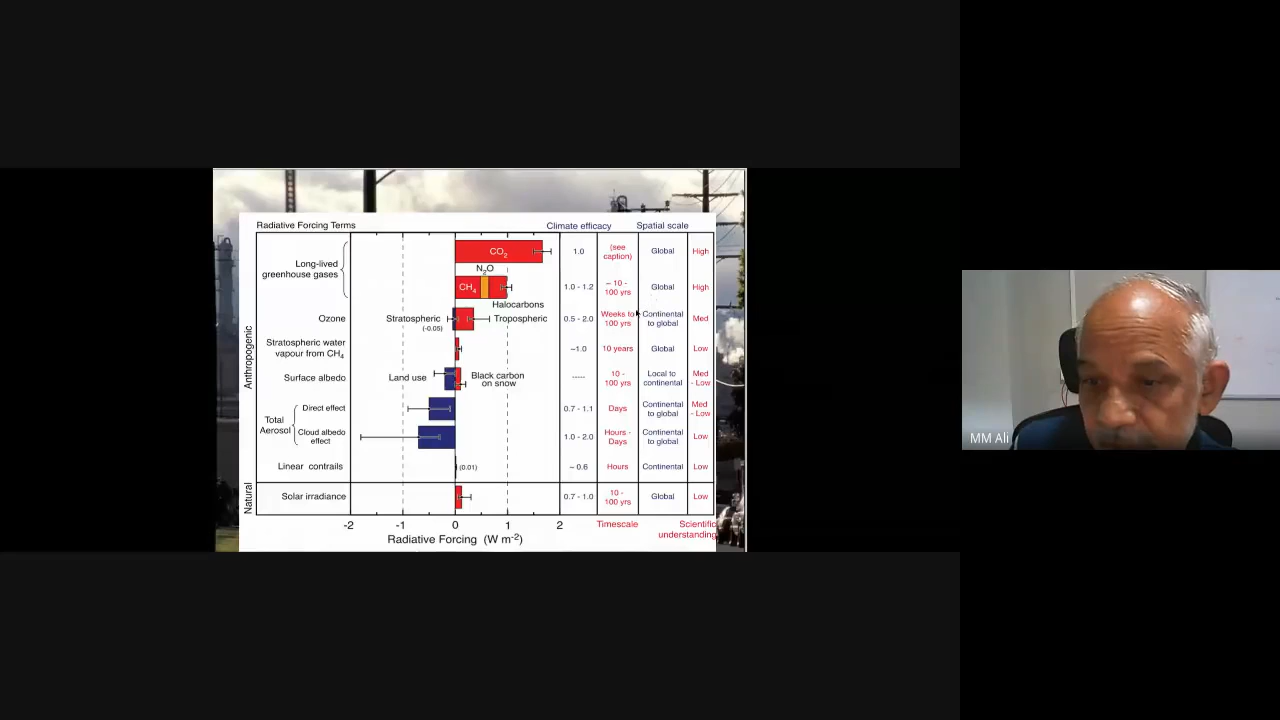 Radiative Forcing Terms
Climate efficacy
Spatial scale
Anthropogenic
Long-lived
greenhouse gases
CO2
1.0
(see
caption)
Global
High
N2O
CH4
Halocarbons
1.0 - 1.2
~ 10 -
100 yrs
Global
High
Ozone
Stratospheric
(-0.05)
Tropospheric
0.5 - 2.0
Weeks to
100 yrs
Continental
to global
Med
Stratospheric water
vapour from CH4
~1.0
10 years
Global
Low
Surface albedo
Land use
Black carbon
on snow
-----
10 -
100 yrs
Local to
continental
Med
- Low
Total
Aerosol
Direct effect
0.7 - 1.1
Days
Continental
to global
Med
- Low
Cloud albedo
effect
1.0 - 2.0
Hours -
Days
Continental
to global
Low
Linear contrails
(0.01)
~ 0.6
Hours
Continental
Low
Natural
Solar irradiance
0.7 - 1.0
10 -
100 yrs
Global
Low
-2 -1 0 1 2
Timescale
Scientific
understanding
Radiative Forcing (W m-2)
MM Ali